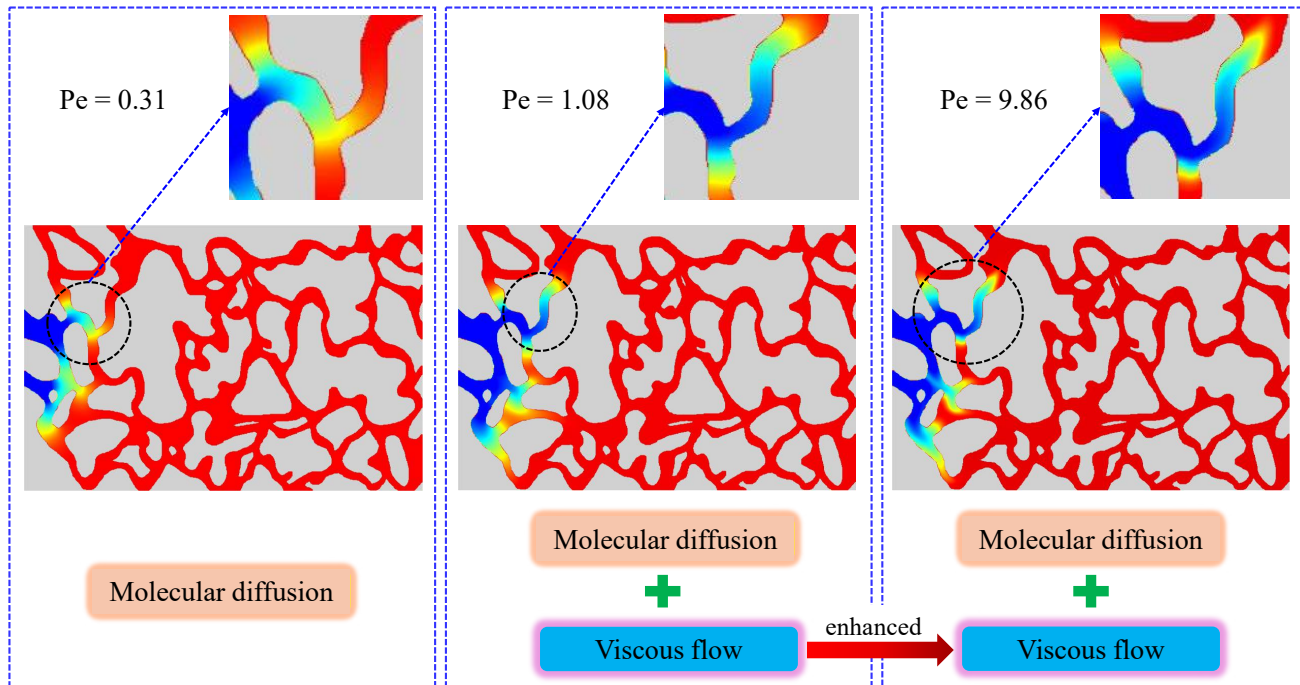 Pe = 0.31
Pe = 1.08
Pe = 9.86
Molecular diffusion
Molecular diffusion
Viscous flow
enhanced
Molecular diffusion
Viscous flow